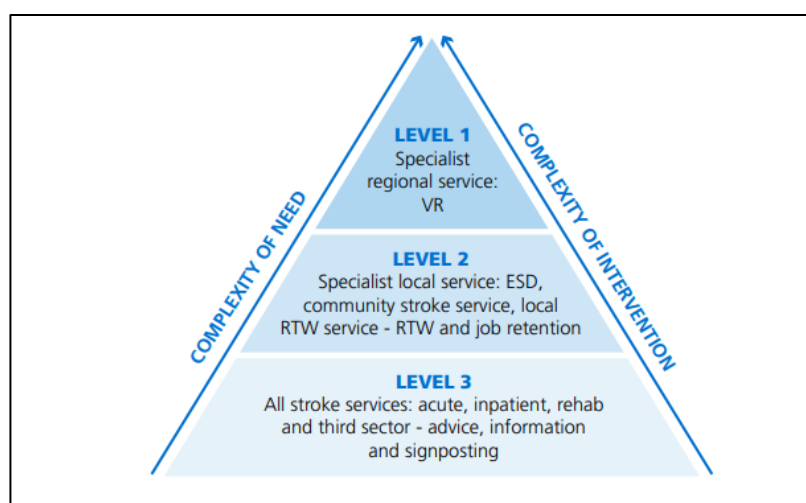 LEVEL 1
Specialist
regional service:
VR
COMPLEXITY OF NEED
COMPLEXITY OF INTERVENTION
LEVEL 2
Specialist local service: ESD,
community stroke service, local
RTW service - RTW and job retention
LEVEL 3
All stroke services: acute, inpatient, rehab
and third sector - advice, information
and signposting